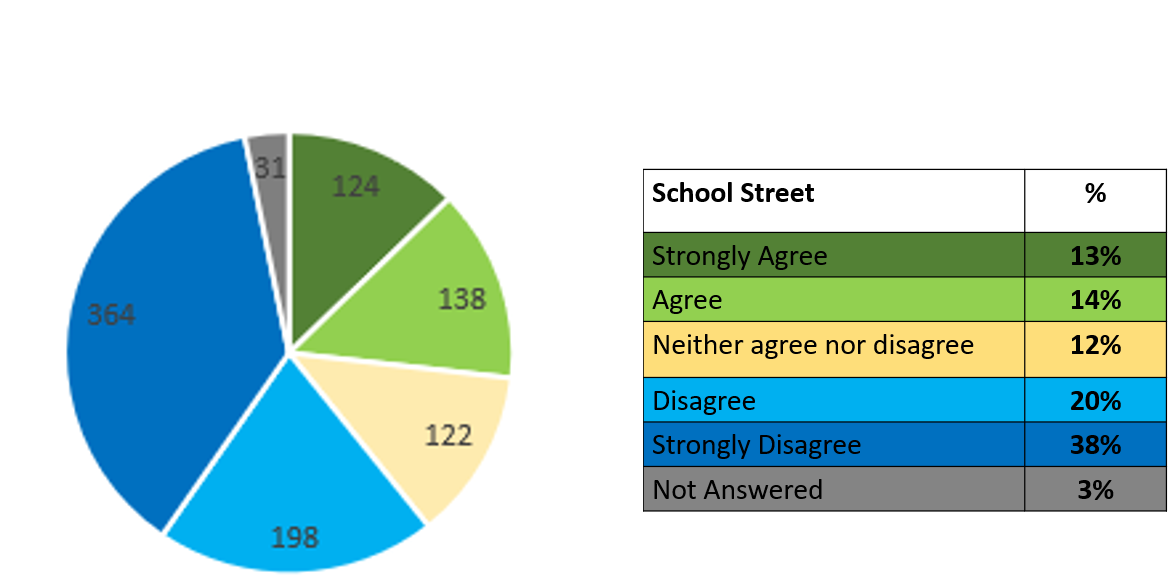 31
124
138
364
122
198
School Street %
Strongly Agree 13%
Agree 14%
Neither agree nor disagree 12%
Disagree 20%
Strongly Disagree 38%
Not Answered 3%